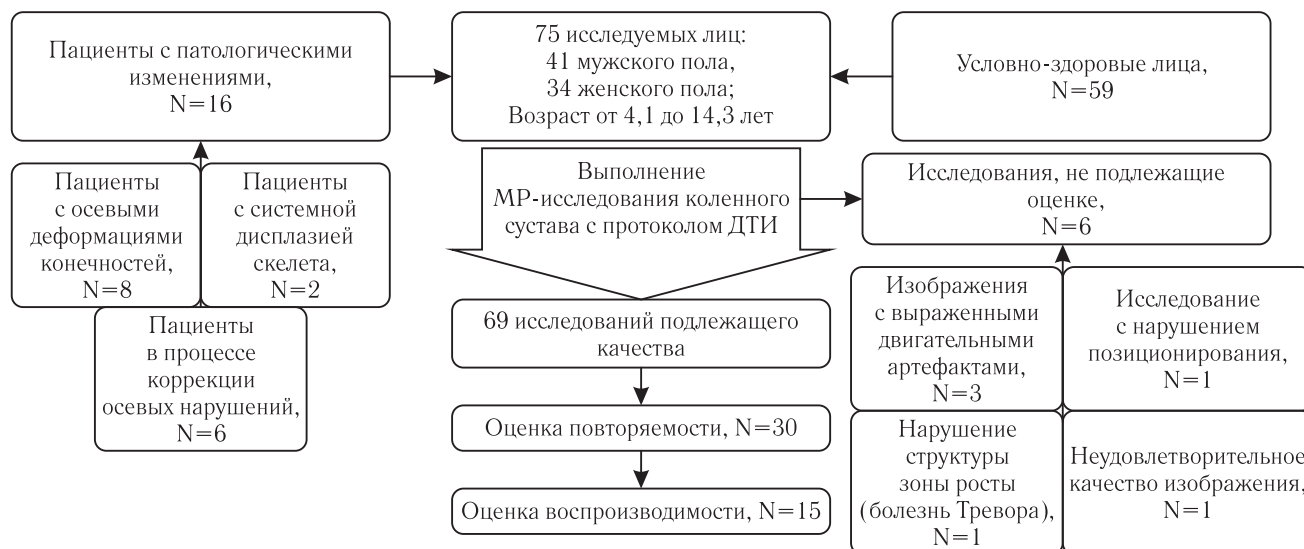 Пациенты с патологическими
изменениями,
N=16
75 исследуемых лиц:
41 мужского пола,
34 женского пола;
Возраст от 4,1 до 14,3 лет
Условно-здоровые лица,
N=59
Пациенты
с осевыми
деформациями
конечностей,
N=8
Пациенты
с системной
дисплазией
скелета,
N=2
Пациенты
в процессе
коррекции
осевых нарушений,
N=6
Выполнение
МР-исследования коленного
сустава с протоколом ДТИ
Исследования, не подлежащие
оценке,
N=6
69 исследований подлежащего
качества
Оценка повторяемости, N=30
Оценка воспроизводимости, N=15
Изображения
с выраженными
двигательными
артефактами,
N=3
Исследование
с нарушением
позиционирования,
N=1
Нарушение
структуры
зоны росты
(болезнь Тревора),
N=1
Неудовлетворительное
качество изображения,
N=1